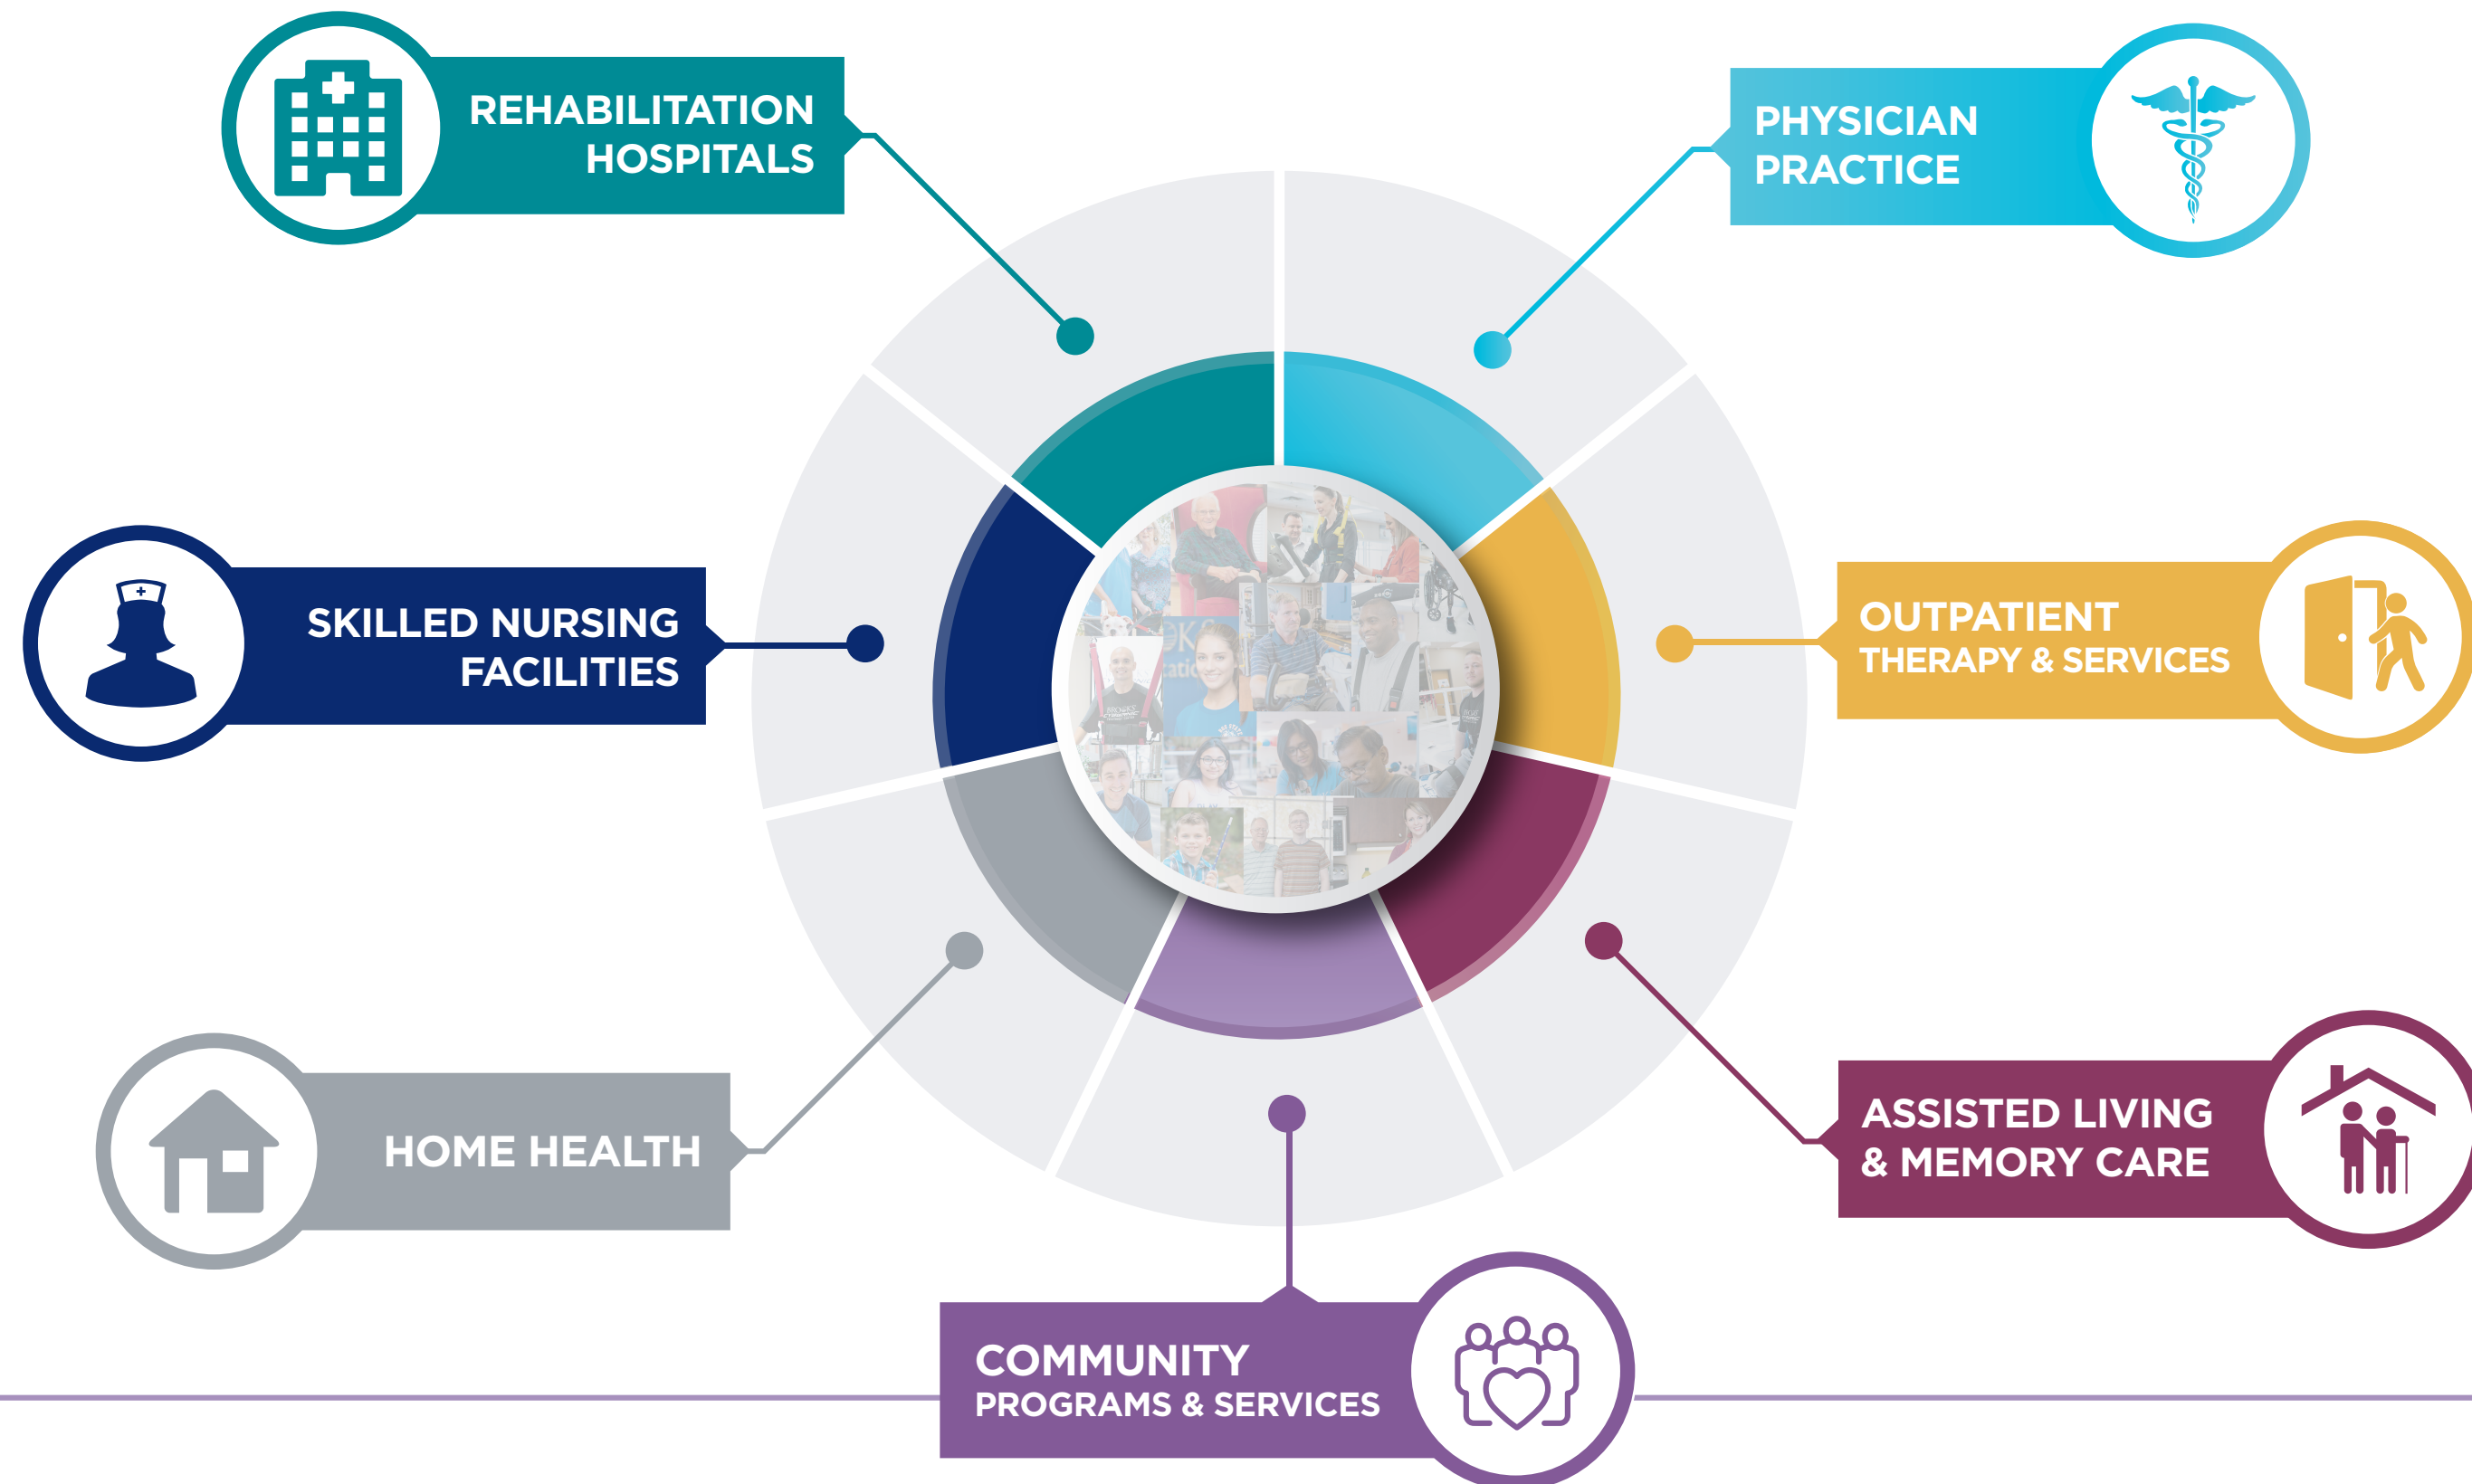 REHABILITATION
HOSPITALS
PHYSICIAN
PRACTICE
SKILLED NURSING
FACILITIES
OUTPATIENT
THERAPY & SERVICES
HOME HEALTH
ASSISTED LIVING
& MEMORY CARE
COMMUNITY
PROGRAMS & SERVICES